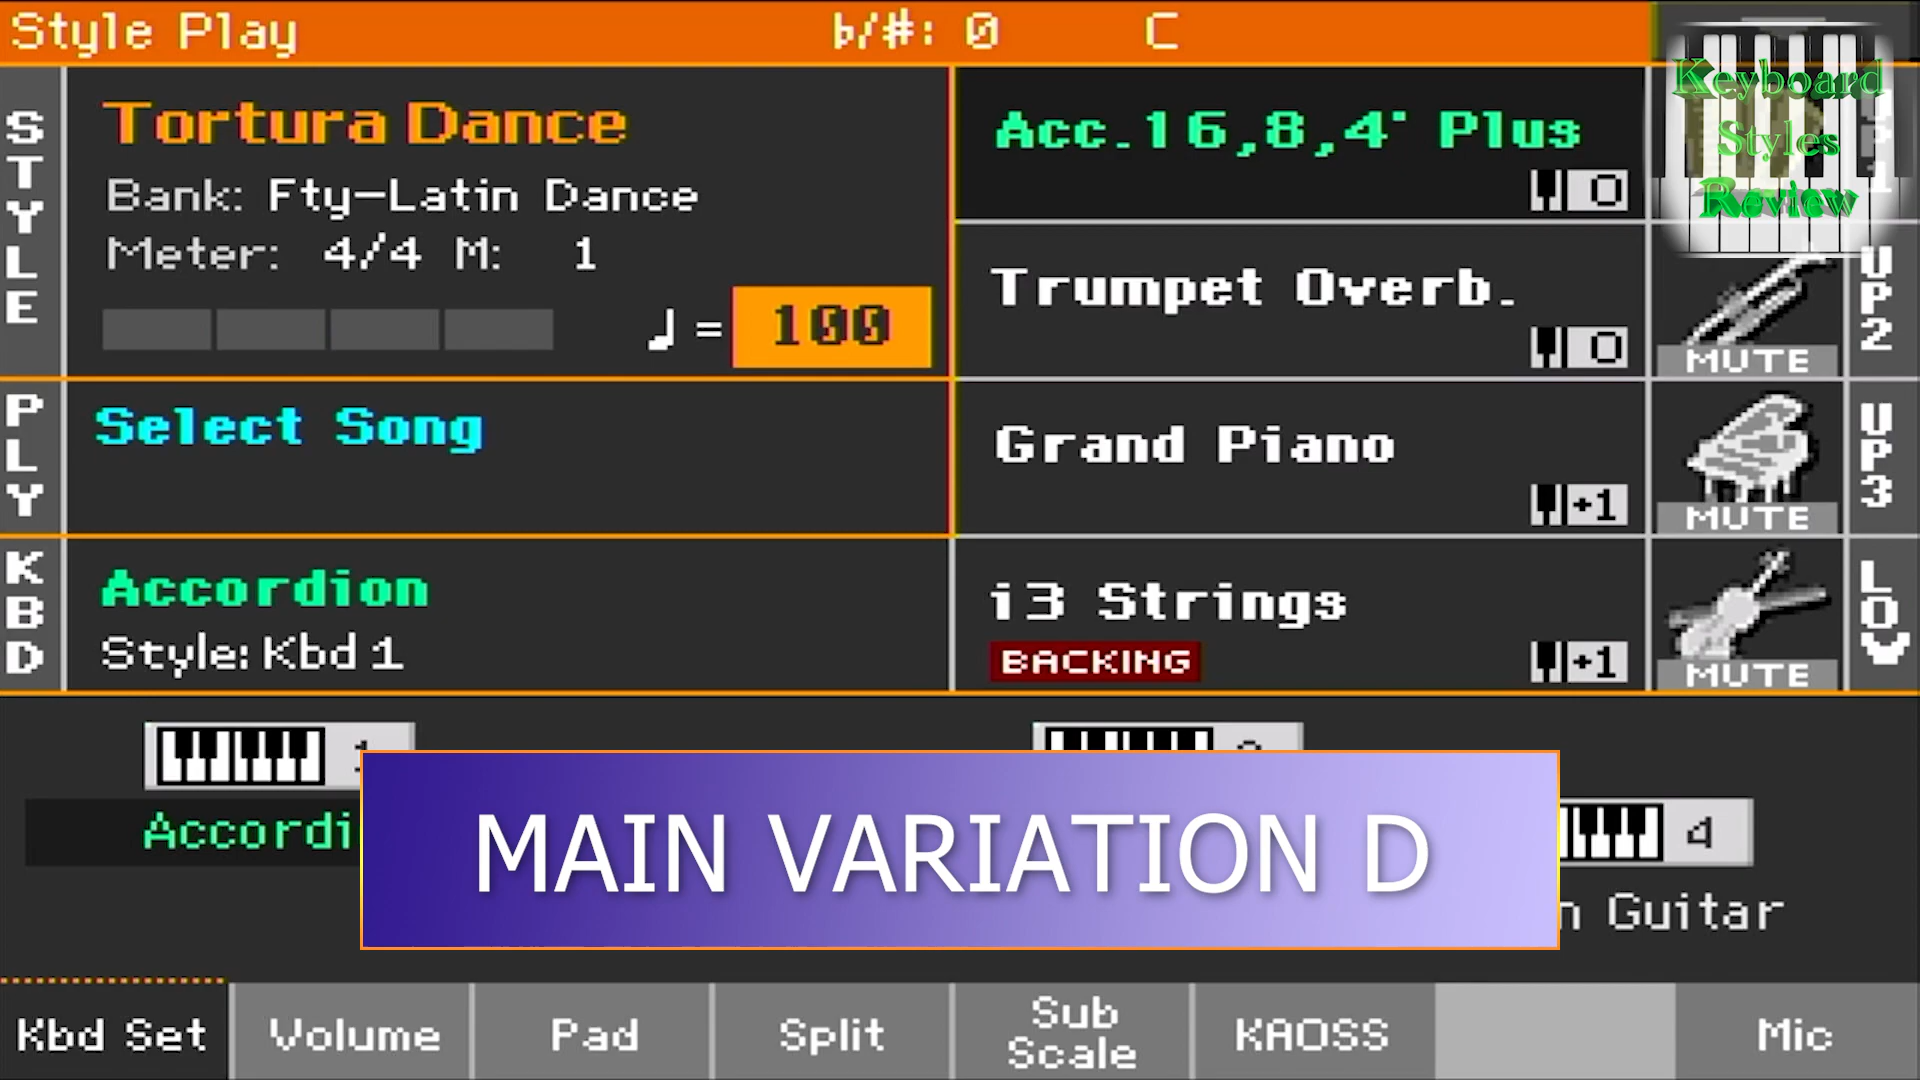 Style Play
♭/#: 0 C
Keyboard
Styles
Review
STYLE
Tortura Dance
Bank: Fty-Latin Dance
Meter: 4/4 M: 1
♩ = 100
Acc.16,8,4' Plus
0
Trumpet Overb.
0
MUTE
UP2
PLY
Select Song
Grand Piano
+1
MUTE
UP3
KBD
Accordion
Style: Kbd 1
i3 Strings
BACKING
+1
MUTE
LOW
Accordi
4
n Guitar
MAIN VARIATION D
Kbd Set
Volume
Pad
Split
Sub
Scale
KAOSS
Mic